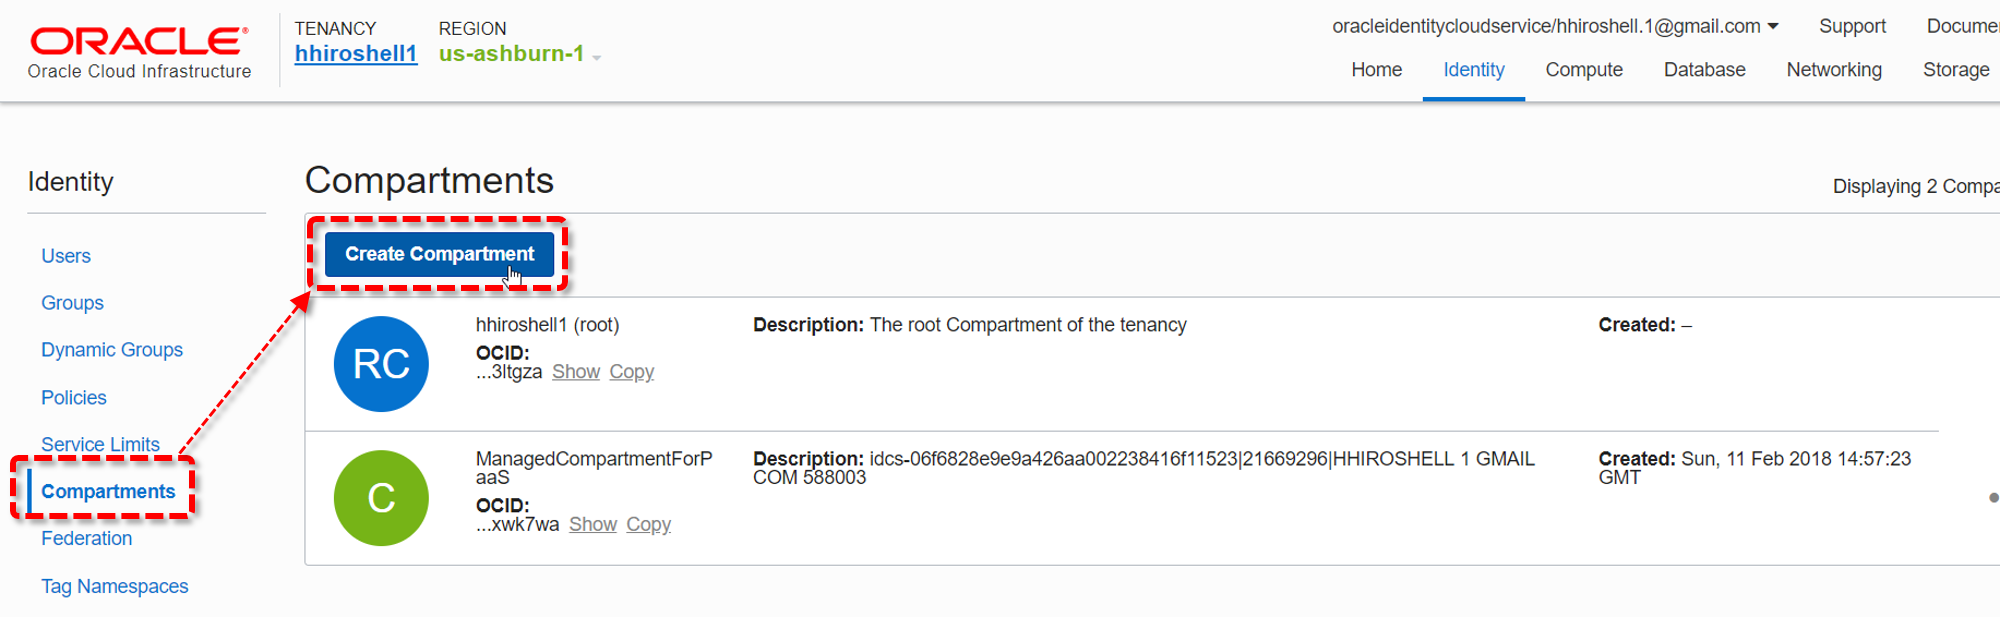 ORACLE®
Oracle Cloud Infrastructure
TENANCY
hhiroshell1
REGION
us-ashburn-1
oracleidentitycloudservice/hhiroshell.1@gmail.com
Support
Docume
Home
Identity
Compute
Database
Networking
Storage
Identity
Users
Groups
Dynamic Groups
Policies
Service Limits
Compartments
Federation
Tag Namespaces
Compartments
Displaying 2 Compa
Create Compartment
RC
hhiroshell1 (root)
OCID:
...3ltgza Show Copy
Description: The root Compartment of the tenancy
Created: –
C
ManagedCompartmentForP
aaS
OCID:
...xwk7wa Show Copy
Description: idcs-06f6828e9e9a426aa002238416f11523|21669296|HHIROSHELL 1 GMAIL
COM 588003
Created: Sun, 11 Feb 2018 14:57:23
GMT